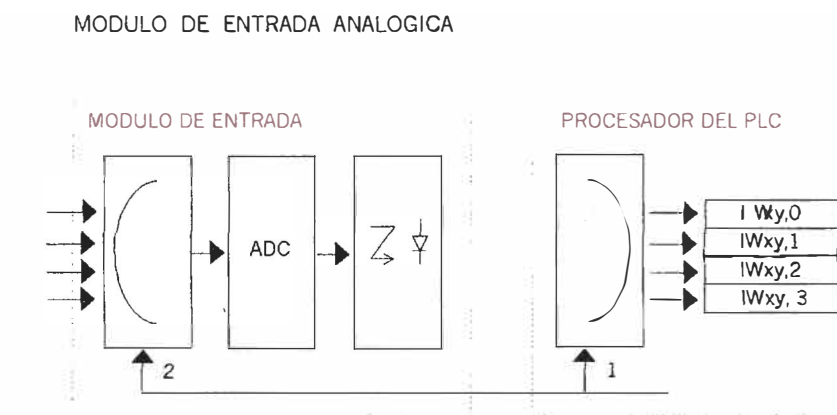 MODULO DE ENTRADA ANALOGICA
MODULO DE ENTRADA
PROCESADOR DEL PLC
ADC
I Wxy,0
IWxy,1
IWxy,2
IWxy, 3
2
1